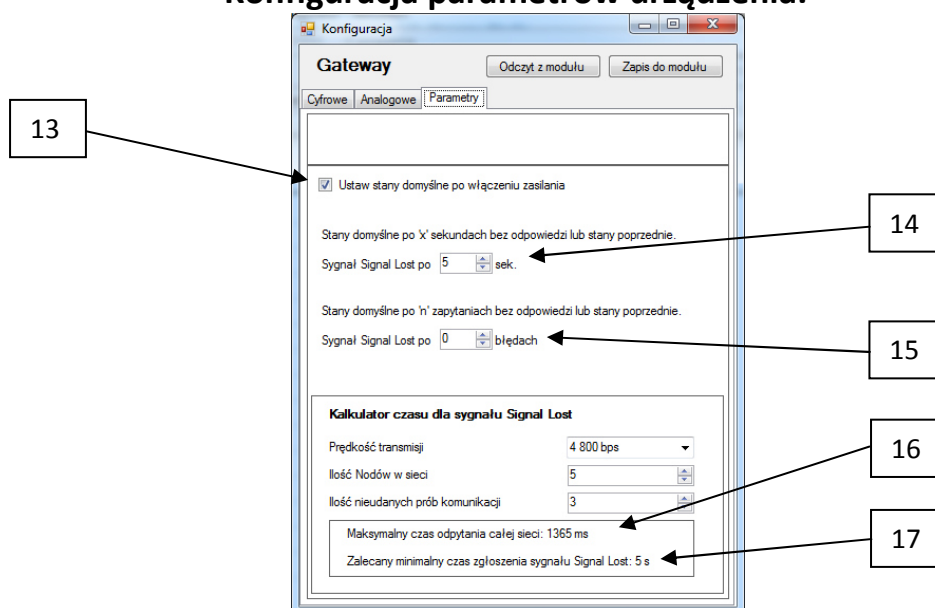 Konfiguracja parametrów urządzenia.
Konfiguracja
Gateway
Odczyt z modułu
Zapis do modułu
Cyfrowe
Analogowe
Parametry
13
Ustaw stany domyślne po włączeniu zasilania
14
Stany domyślne po 'x' sekundach bez odpowiedzi lub stany poprzednie.
Sygnał Signal Lost po 5 sek.
Stany domyślne po 'n' zapytaniach bez odpowiedzi lub stany poprzednie.
Sygnał Signal Lost po 0 błędach
15
Kalkulator czasu dla sygnału Signal Lost
Prędkość transmisji 4 800 bps
16
Ilość Nodów w sieci 5
Ilość nieudanych prób komunikacji 3
Maksymalny czas odpytania całej sieci: 1365 ms
17
Zalecany minimalny czas zgłoszenia sygnału Signal Lost: 5 s